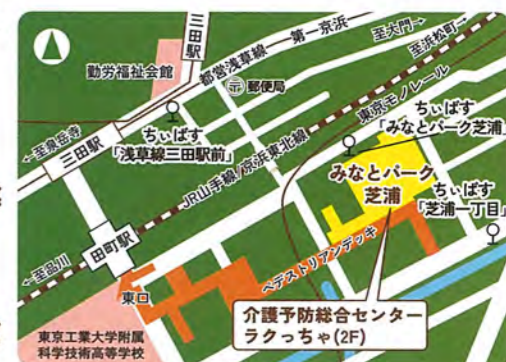 三田駅
勤労福祉会館
都営浅草線
第一京浜
至大門→
至浜松町→
〒郵便局
ちぃばす
「浅草線三田駅前」
←至泉岳寺
三田駅
東京モノレール
ちぃばす
「みなとパーク芝浦」
JR山手線/京浜東北線
みなとパーク
芝浦
ちぃばす
「芝浦一丁目」
田町駅
←至品川
東口
ペデストリアンデッキ
介護予防総合センター
ラクっちゃ(2F)
東京工業大学附属
科学技術高等学校